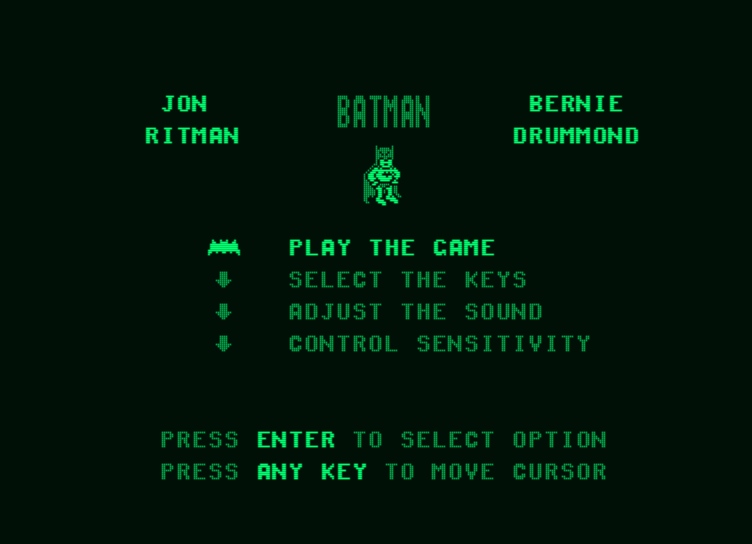 JON
RITMAN
BATMAN
BERNIE
DRUMMOND
PLAY THE GAME
SELECT THE KEYS
ADJUST THE SOUND
CONTROL SENSITIVITY
PRESS ENTER TO SELECT OPTION
PRESS ANY KEY TO MOVE CURSOR